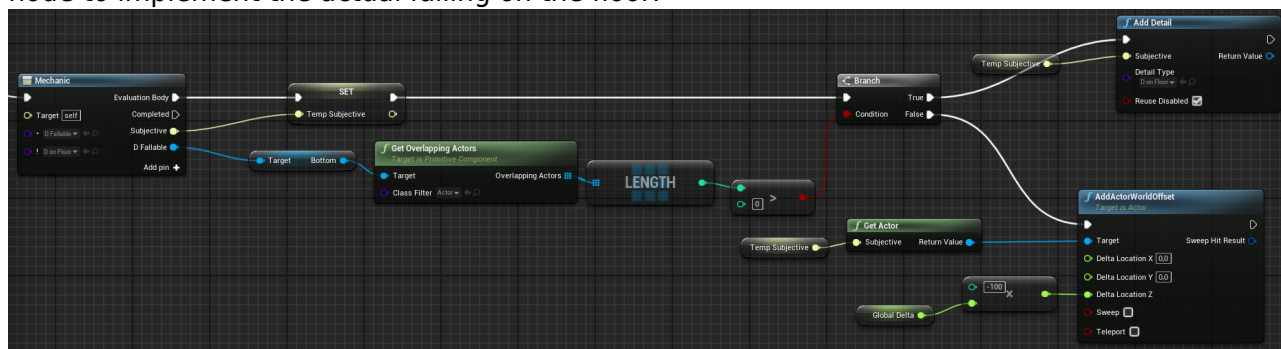 node to implement the actual falling on the floor:
Mechanic
Evaluation Body
Target self
Completed
D Fallable
Subjective
! D on Floor
D Fallable
Add pin +
SET
Temp Subjective
Target Bottom
f Get Overlapping Actors
Target is Primitive Component
Target
Overlapping Actors
Class Filter Actor
LENGTH
0 >
Branch
True
Condition
False
Temp Subjective
f Add Detail
Subjective
Return Value
Detail Type
D on Floor
Reuse Disabled
Temp Subjective
f Get Actor
Subjective Return Value
Global Delta
-100 x
f AddActorWorldOffset
Target is Actor
Target
Sweep Hit Result
Delta Location X 0,0
Delta Location Y 0,0
Delta Location Z
Sweep
Teleport